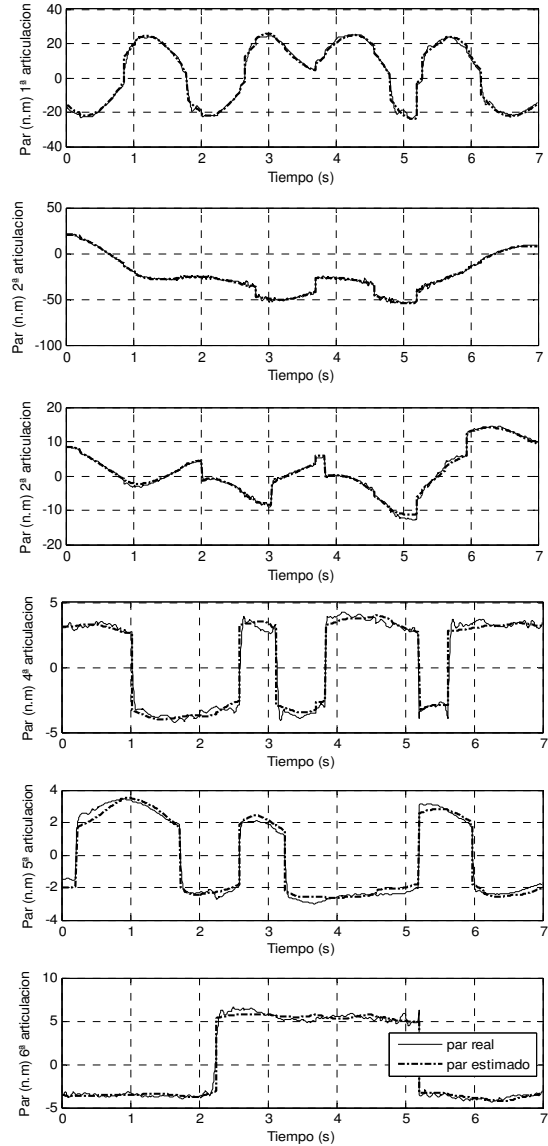 40
20
0
-20
-40
0 1 2 3 4 5 6 7
Par (n.m) 1ª articulacion
Tiempo (s)
50
0
-50
-100
0 1 2 3 4 5 6 7
Par (n.m) 2ª articulacion
Tiempo (s)
20
10
0
-10
-20
0 1 2 3 4 5 6 7
Par (n.m) 2ª articulacion
Tiempo (s)
5
0
-5
0 1 2 3 4 5 6 7
Par (n.m) 4ª articulacion
Tiempo (s)
4
2
0
-2
-4
0 1 2 3 4 5 6 7
Par (n.m) 5ª articulacion
Tiempo (s)
10
5
0
-5
0 1 2 3 4 5 6 7
Par (n.m) 6ª articulacion
Tiempo (s)
par real
par estimado